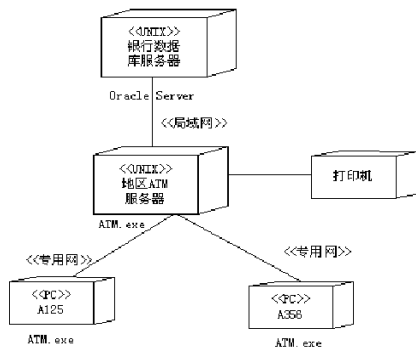 <<UNIX>>
银行数据
库服务器
Oracle Server
<<局域网>>
<<UNIX>>
地区ATM
服务器
打印机
ATM.exe
<<专用网>>
<<专用网>>
<<PC>>
A125
<<PC>>
A356
ATM.exe
ATM.exe